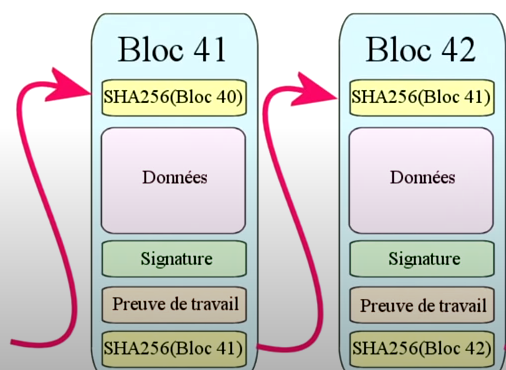 Bloc 41
SHA256(Bloc 40)
Données
Signature
Preuve de travail
SHA256(Bloc 41)
Bloc 42
SHA256(Bloc 41)
Données
Signature
Preuve de travail
SHA256(Bloc 42)